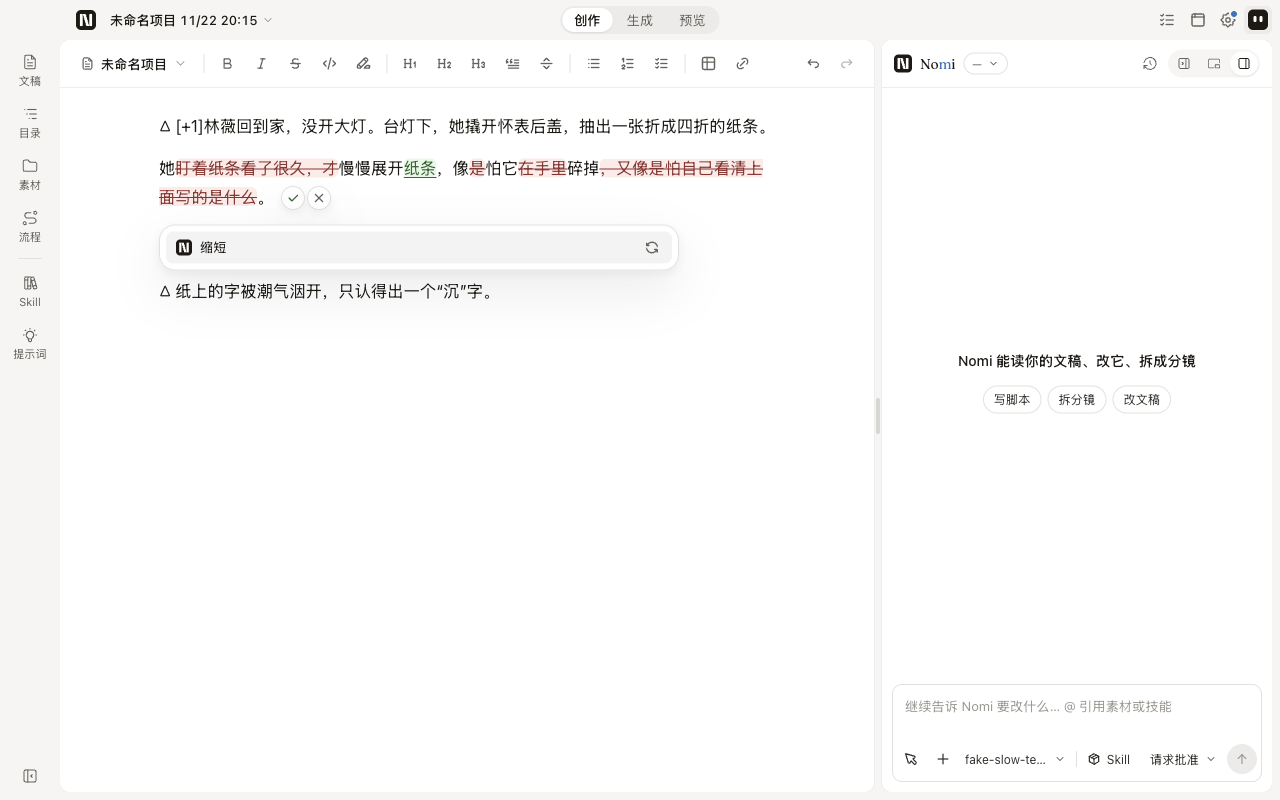 未命名项目 11/22 20:15
创作 生成 预览
文稿
目录
素材
流程
Skill
提示词
未命名项目
B I S H1 H2 H3
Nomi —
Δ [+1]林薇回到家，没开大灯。台灯下，她撬开怀表后盖，抽出一张折成四折的纸条。
她盯着纸条看了很久，才慢慢展开纸条，像是怕它在手里碎掉，又像是怕自己看清上
面写的是什么。
缩短
Δ 纸上的字被潮气洇开，只认得出一个“沉”字。
Nomi 能读你的文稿、改它、拆成分镜
写脚本 拆分镜 改文稿
继续告诉 Nomi 要改什么... @ 引用素材或技能
fake-slow-te... Skill 请求批准